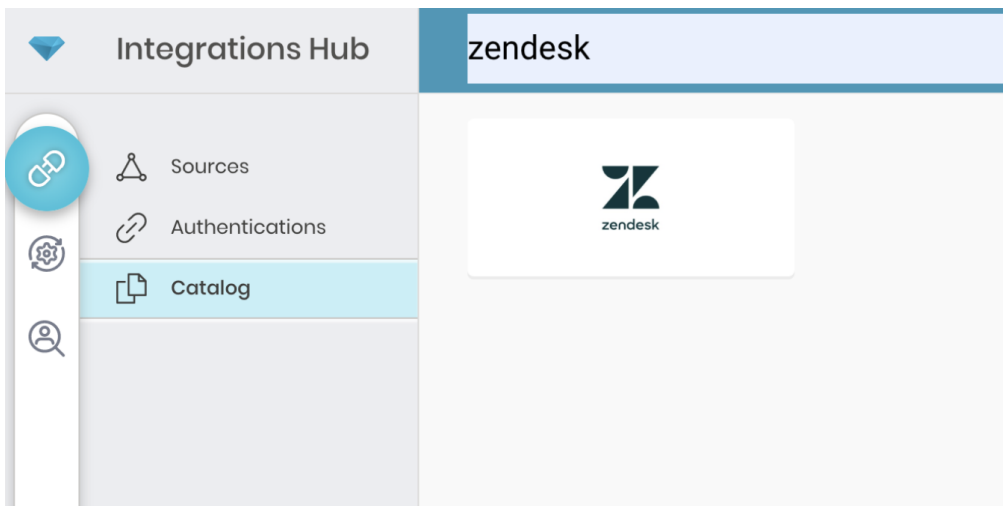 Integrations Hub
zendesk
Sources
Authentications
Catalog
zendesk